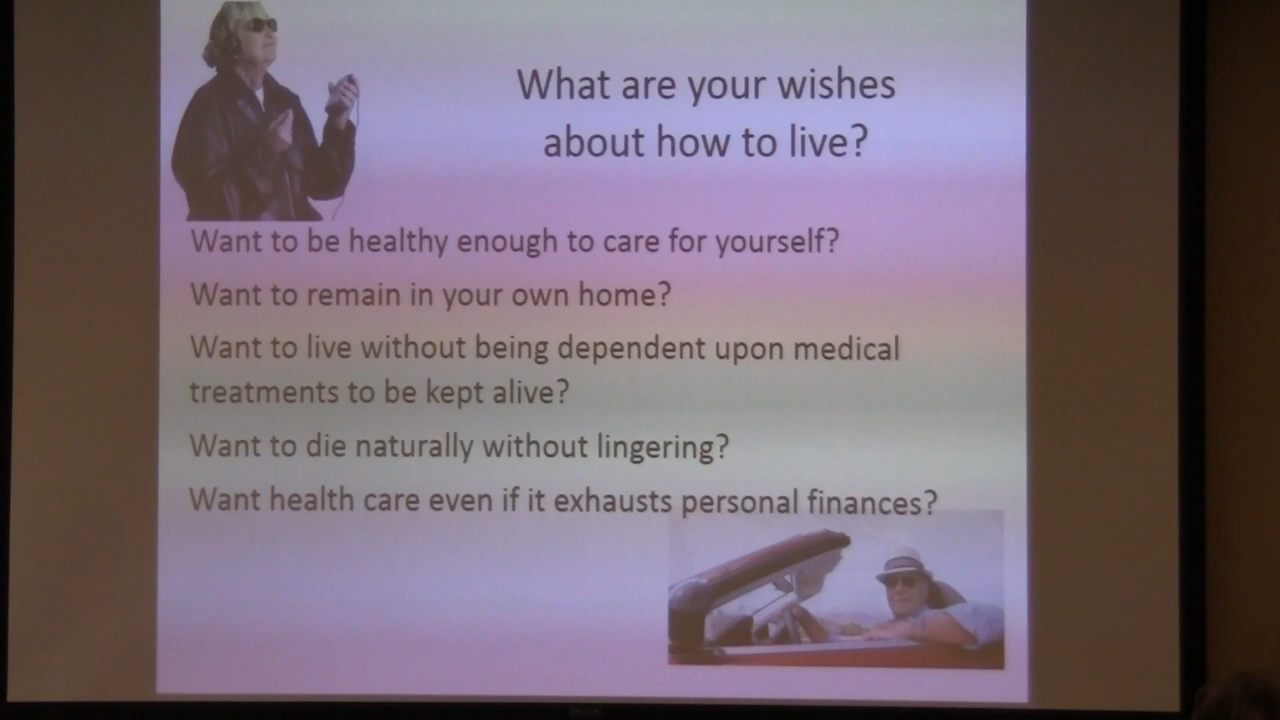 What are your wishes
about how to live?
Want to be healthy enough to care for yourself?
Want to remain in your own home?
Want to live without being dependent upon medical
treatments to be kept alive?
Want to die naturally without lingering?
Want health care even if it exhausts personal finances?